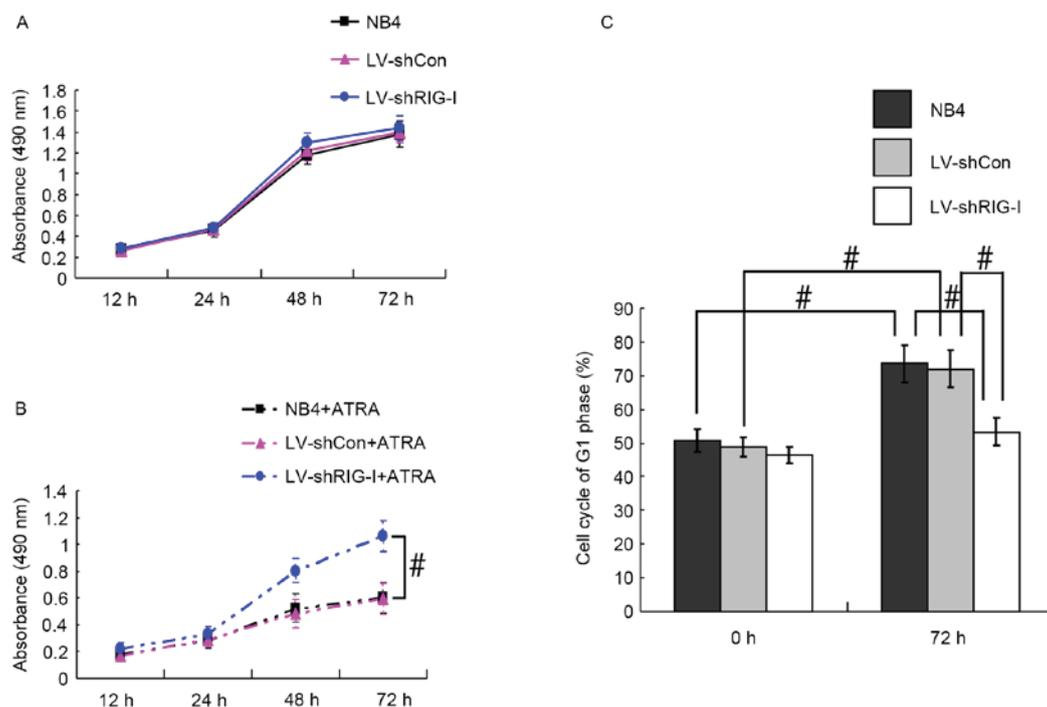 A
NB4
LV-shCon
LV-shRIG-I
Absorbance (490 nm)
1.8
1.6
1.4
1.2
1
0.8
0.6
0.4
0.2
0
12 h 24 h 48 h 72 h
B
NB4+ATRA
LV-shCon+ATRA
LV-shRIG-I+ATRA
Absorbance (490 nm)
1.4
1.2
1
0.8
0.6
0.4
0.2
0
#
12 h 24 h 48 h 72 h
C
NB4
LV-shCon
LV-shRIG-I
# #
# #
Cell cycle of G1 phase (%)
90
80
70
60
50
40
30
20
10
0
0 h 72 h